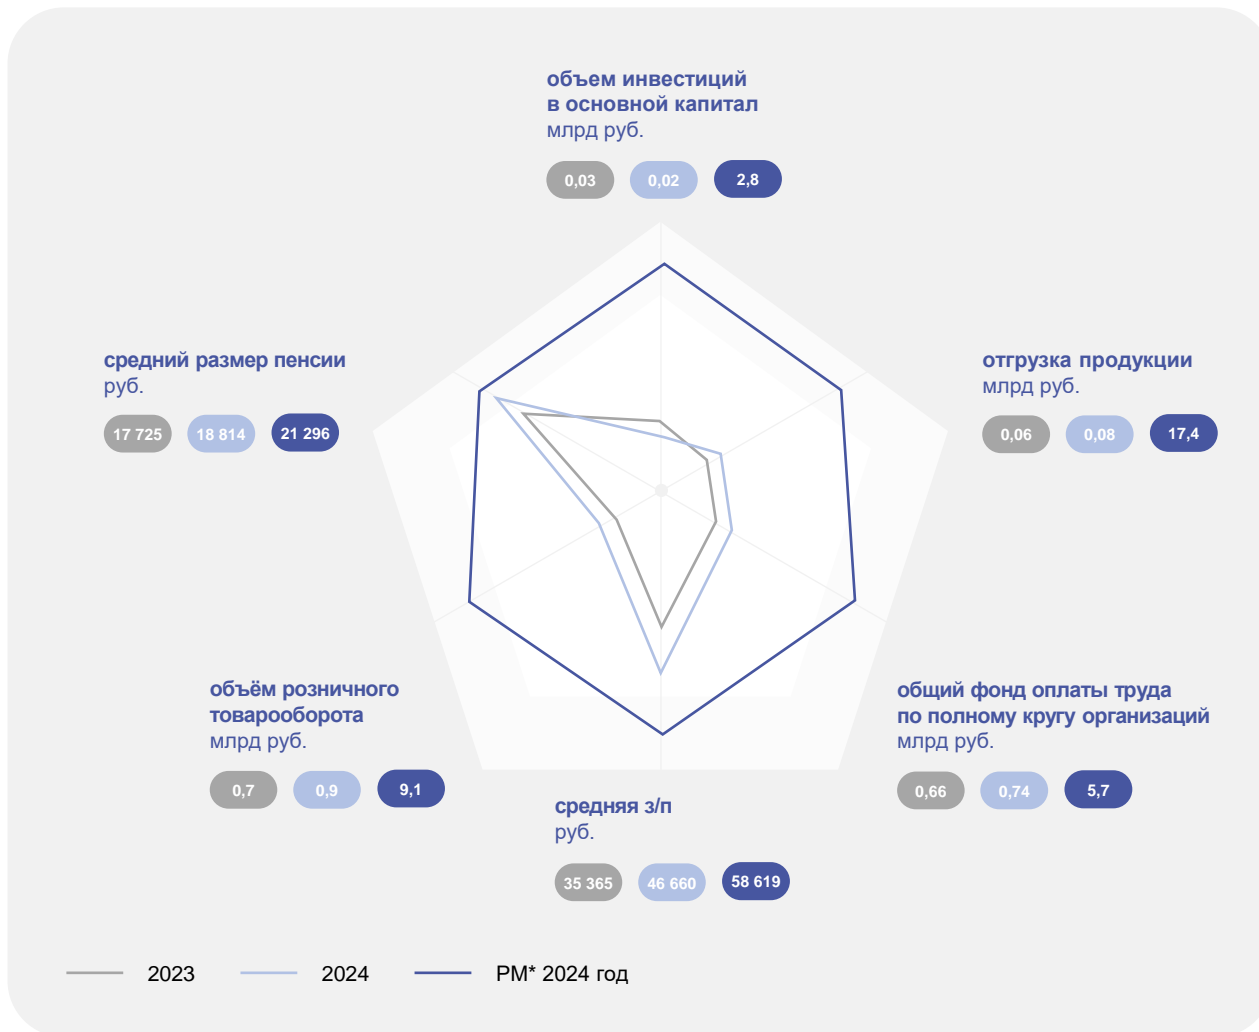 объем инвестиций
в основной капитал
млрд руб.
0,03 0,02 2,8
средний размер пенсии
руб.
17 725 18 814 21 296
отгрузка продукции
млрд руб.
0,06 0,08 17,4
объём розничного
товарооборота
млрд руб.
0,7 0,9 9,1
общий фонд оплаты труда
по полному кругу организаций
млрд руб.
0,66 0,74 5,7
средняя з/п
руб.
35 365 46 660 58 619
2023 2024 РМ* 2024 год